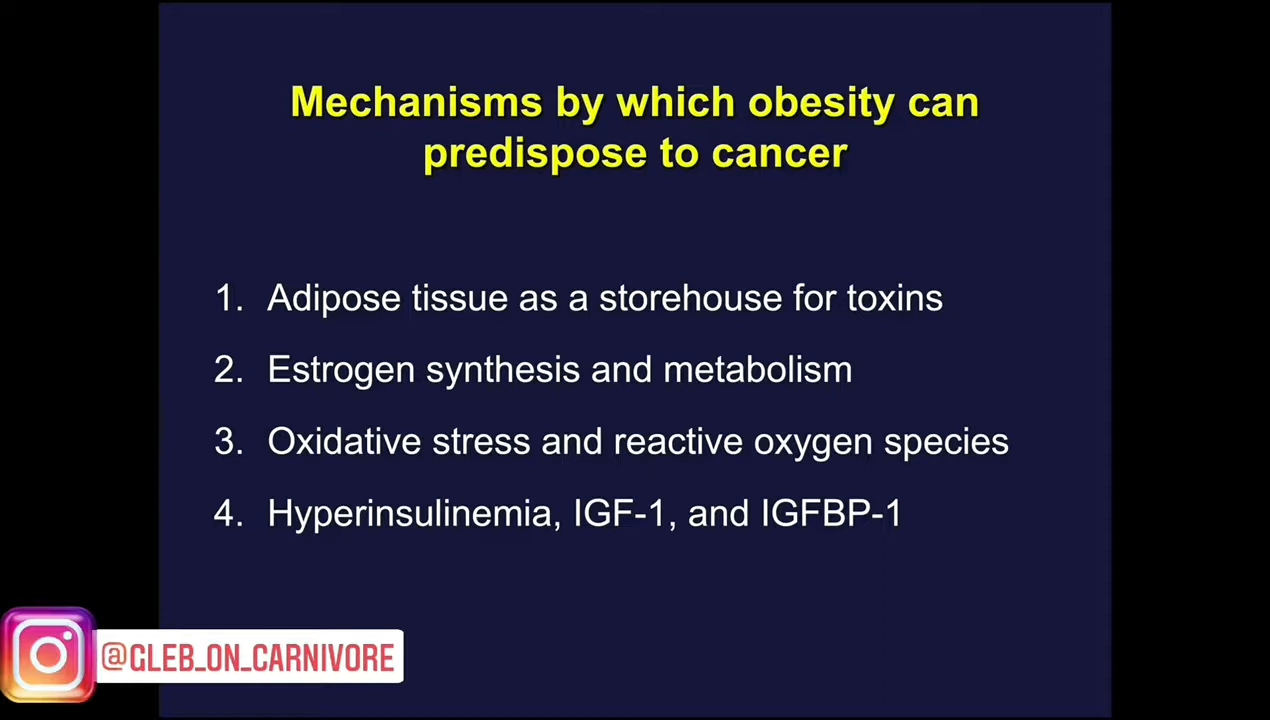 Mechanisms by which obesity can
predispose to cancer
1. Adipose tissue as a storehouse for toxins
2. Estrogen synthesis and metabolism
3. Oxidative stress and reactive oxygen species
4. Hyperinsulinemia, IGF-1, and IGFBP-1
@GLEB_ON_CARNIVORE